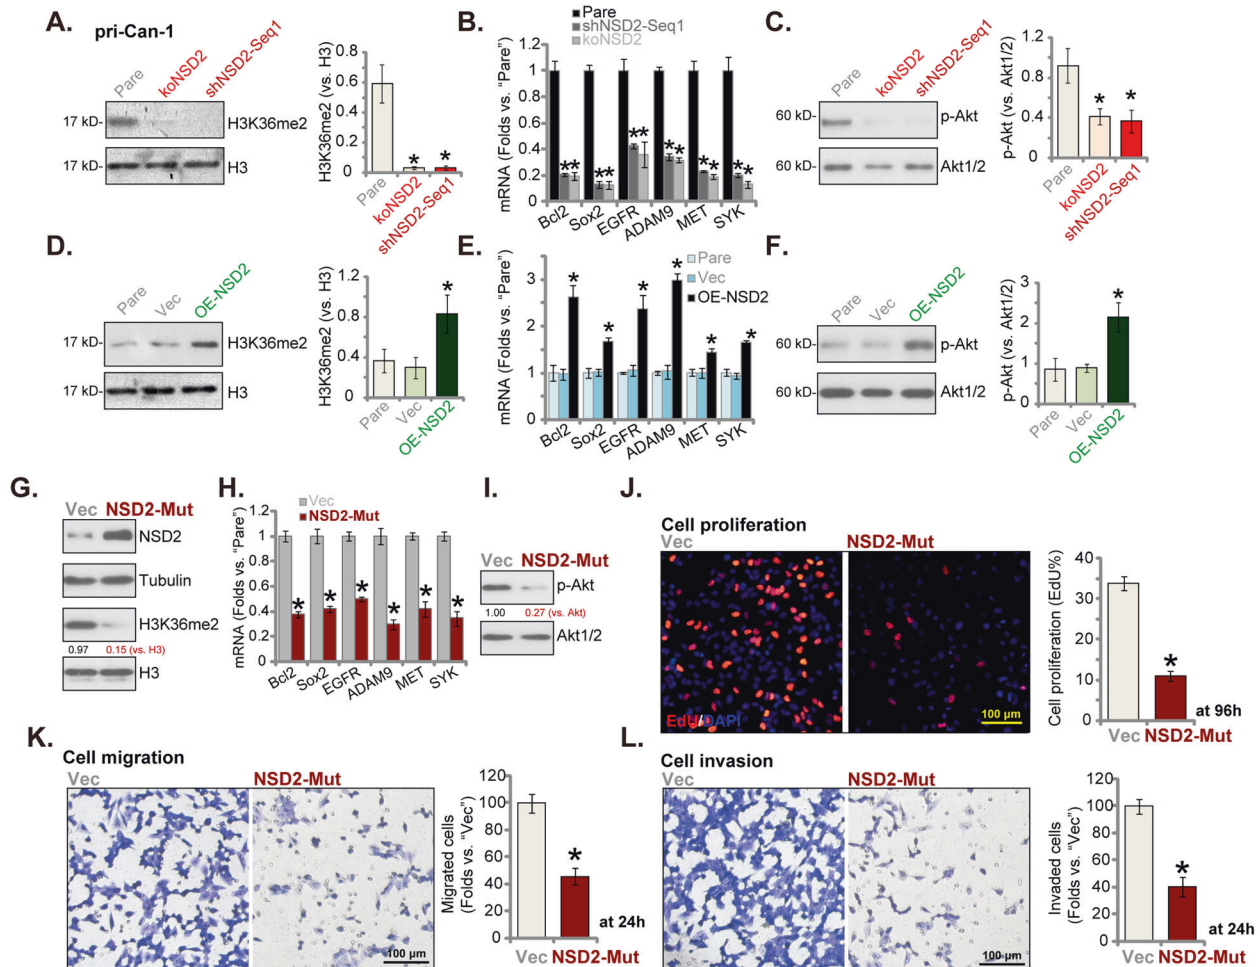 A.
pri-Can-1
Pare
koNSD2
shNSD2-Seq1
17 kD-
H3K36me2
17 kD-
H3
H3K36me2 (vs. H3)
1.2
0.8
0.4
0
*
*
Pare
koNSD2
shNSD2-Seq1
B.
Pare
shNSD2-Seq1
koNSD2
mRNA (Folds vs. "Pare")
1.2
1
0.8
0.6
0.4
0.2
0
** ** ** ** ** **
Bcl2
Sox2
EGFR
ADAM9
MET
SYK
C.
Pare
koNSD2
shNSD2-Seq1
60 kD-
p-Akt
60 kD-
Akt1/2
p-Akt (vs. Akt1/2)
1.2
0.8
0.4
0
*
*
Pare
koNSD2
shNSD2-Seq1
D.
Pare
Vec
OE-NSD2
17 kD-
H3K36me2
17 kD-
H3
H3K36me2 (vs. H3)
1.2
0.8
0.4
0
*
Pare
Vec
OE-NSD2
E.
Pare
Vec
OE-NSD2
mRNA (Folds vs. "Pare")
3
2
1
0
* * * * * *
Bcl2
Sox2
EGFR
ADAM9
MET
SYK
F.
Pare
Vec
OE-NSD2
60 kD-
p-Akt
60 kD-
Akt1/2
p-Akt (vs. Akt1/2)
3
2
1
0
*
Pare
Vec
OE-NSD2
G.
Vec NSD2-Mut
NSD2
Tubulin
H3K36me2
0.97 0.15 (vs. H3)
H3
H.
Vec
NSD2-Mut
mRNA (Folds vs. "Pare")
1.2
1
0.8
0.6
0.4
0.2
0
* * * * * *
Bcl2
Sox2
EGFR
ADAM9
MET
SYK
I.
Vec NSD2-Mut
p-Akt
1.00 0.27 (vs. Akt)
Akt1/2
J.
Cell proliferation
Vec
NSD2-Mut
EdU/DAPI
100 µm
Cell proliferation (EdU%)
40
30
20
10
0
*
Vec NSD2-Mut
at 96h
K.
Cell migration
Vec
NSD2-Mut
100 µm
Migrated cells
(Folds vs. "Vec")
120
100
80
60
40
20
0
*
Vec NSD2-Mut
at 24h
L.
Cell invasion
Vec
NSD2-Mut
100 µm
Invaded cells
(Folds vs. "Vec")
120
100
80
60
40
20
0
*
Vec NSD2-Mut
at 24h